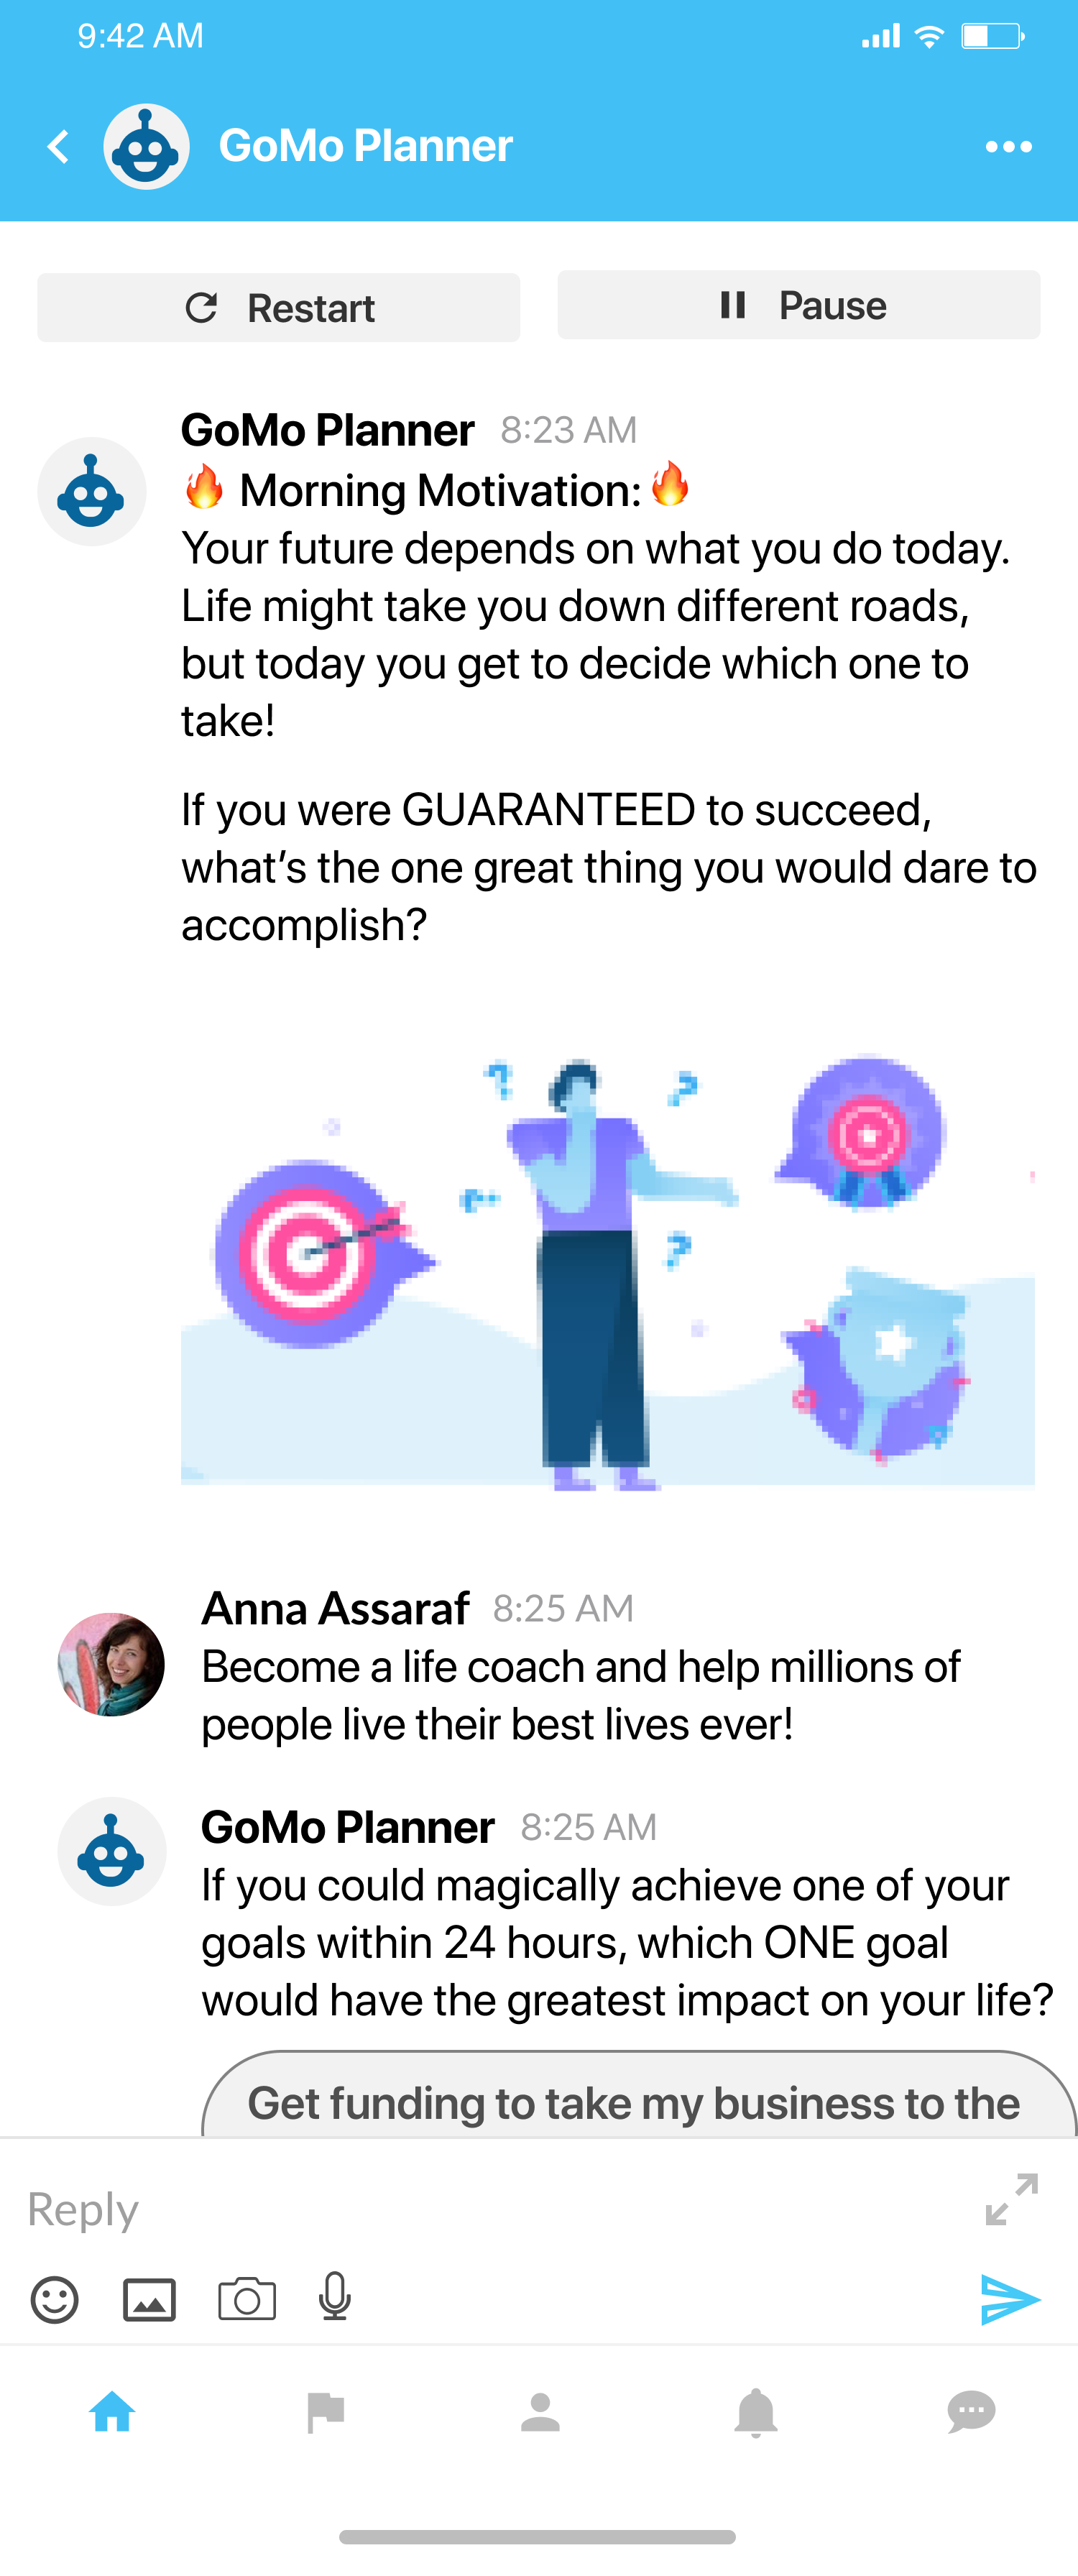 9:42 AM
GoMo Planner
Restart
Pause
GoMo Planner 8:23 AM
🔥 Morning Motivation: 🔥
Your future depends on what you do today.
Life might take you down different roads,
but today you get to decide which one to
take!
If you were GUARANTEED to succeed,
what’s the one great thing you would dare to
accomplish?
Anna Assaraf 8:25 AM
Become a life coach and help millions of
people live their best lives ever!
GoMo Planner 8:25 AM
If you could magically achieve one of your
goals within 24 hours, which ONE goal
would have the greatest impact on your life?
Get funding to take my business to the
Reply